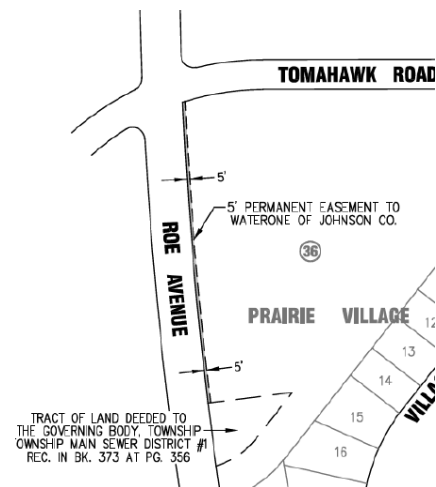 TOMAHAWK ROAD
5'
5' PERMANENT EASEMENT TO
WATERONE OF JOHNSON CO.
ROE AVENUE
36
PRAIRIE VILLAGE
12
13
14
15
16
5'
TRACT OF LAND DEEDED TO
THE GOVERNING BODY, TOWNSHIP
OWNSHIP MAIN SEWER DISTRICT #1
REC. IN BK. 373 AT PG. 356
VILLAG